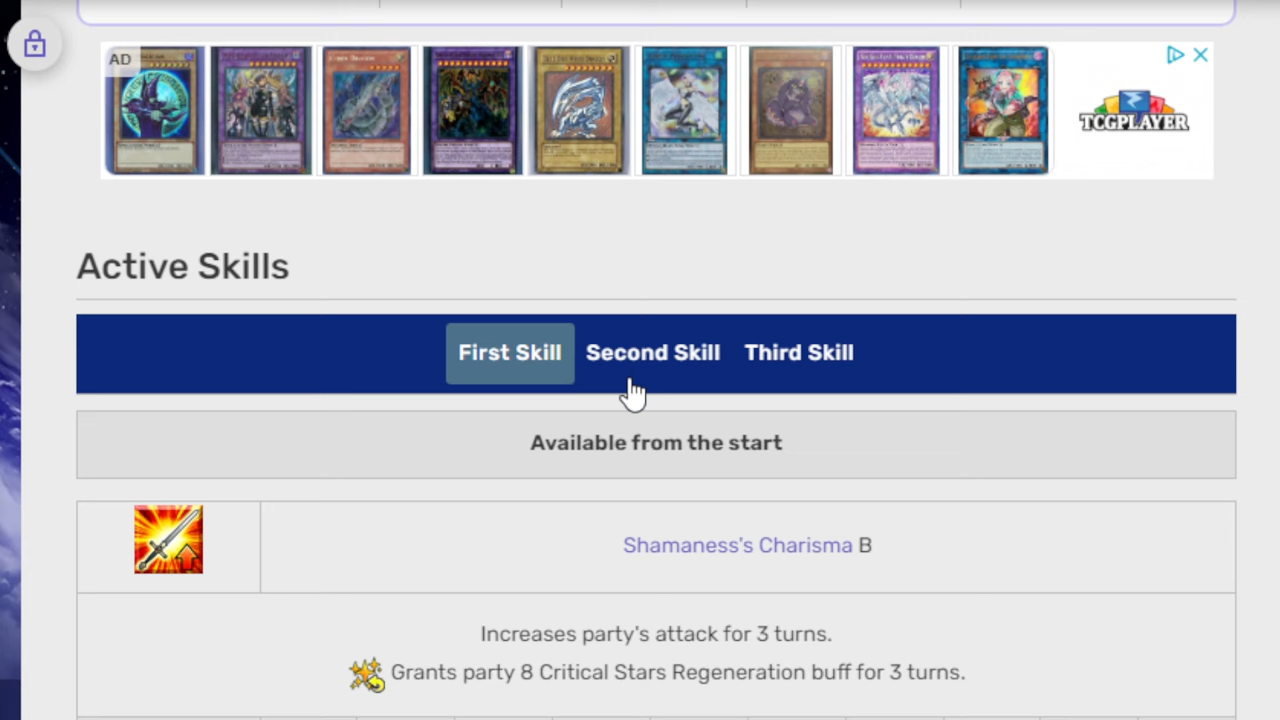 AD
TCGPLAYER
Active Skills
First Skill Second Skill Third Skill
Available from the start
Shamaness's Charisma B
Increases party's attack for 3 turns.
Grants party 8 Critical Stars Regeneration buff for 3 turns.